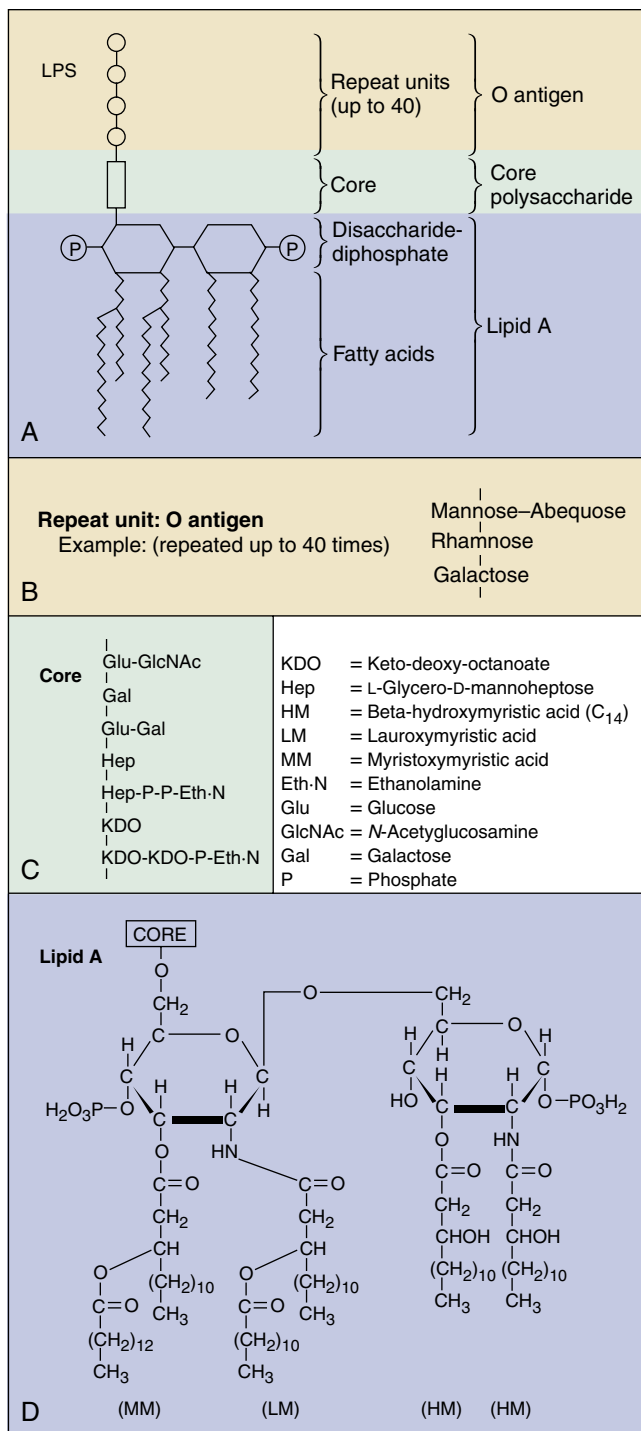 LPS
Repeat units
(up to 40)
O antigen
Core
Core
polysaccharide
P
P
Disaccharide-
diphosphate
Fatty acids
Lipid A
A
Repeat unit: O antigen
Example: (repeated up to 40 times)
Mannose–Abequose
Rhamnose
Galactose
B
Core
Glu-GlcNAc
Gal
Glu-Gal
Hep
Hep-P-P-Eth·N
KDO
KDO-KDO-P-Eth·N
C
KDO = Keto-deoxy-octanoate
Hep = L-Glycero-D-mannoheptose
HM = Beta-hydroxymyristic acid (C14)
LM = Lauroxymyristic acid
MM = Myristoxymyristic acid
Eth·N = Ethanolamine
Glu = Glucose
GlcNAc = N-Acetyglucosamine
Gal = Galactose
P = Phosphate
Lipid A
CORE
O
CH2 O CH2
C O C O
H H H H H H
C C C C
H2O3P–O C C H HO C C O–PO3H2
O HN O HN
C=O C=O C=O C=O
CH2 CH2 CH2 CH2
CH CH CHOH CHOH
O (CH2)10 O (CH2)10 (CH2)10 (CH2)10
C=O CH3 C=O CH3 CH3 CH3
(CH2)12 (CH2)10
CH3 CH3
(MM) (LM) (HM) (HM)
D